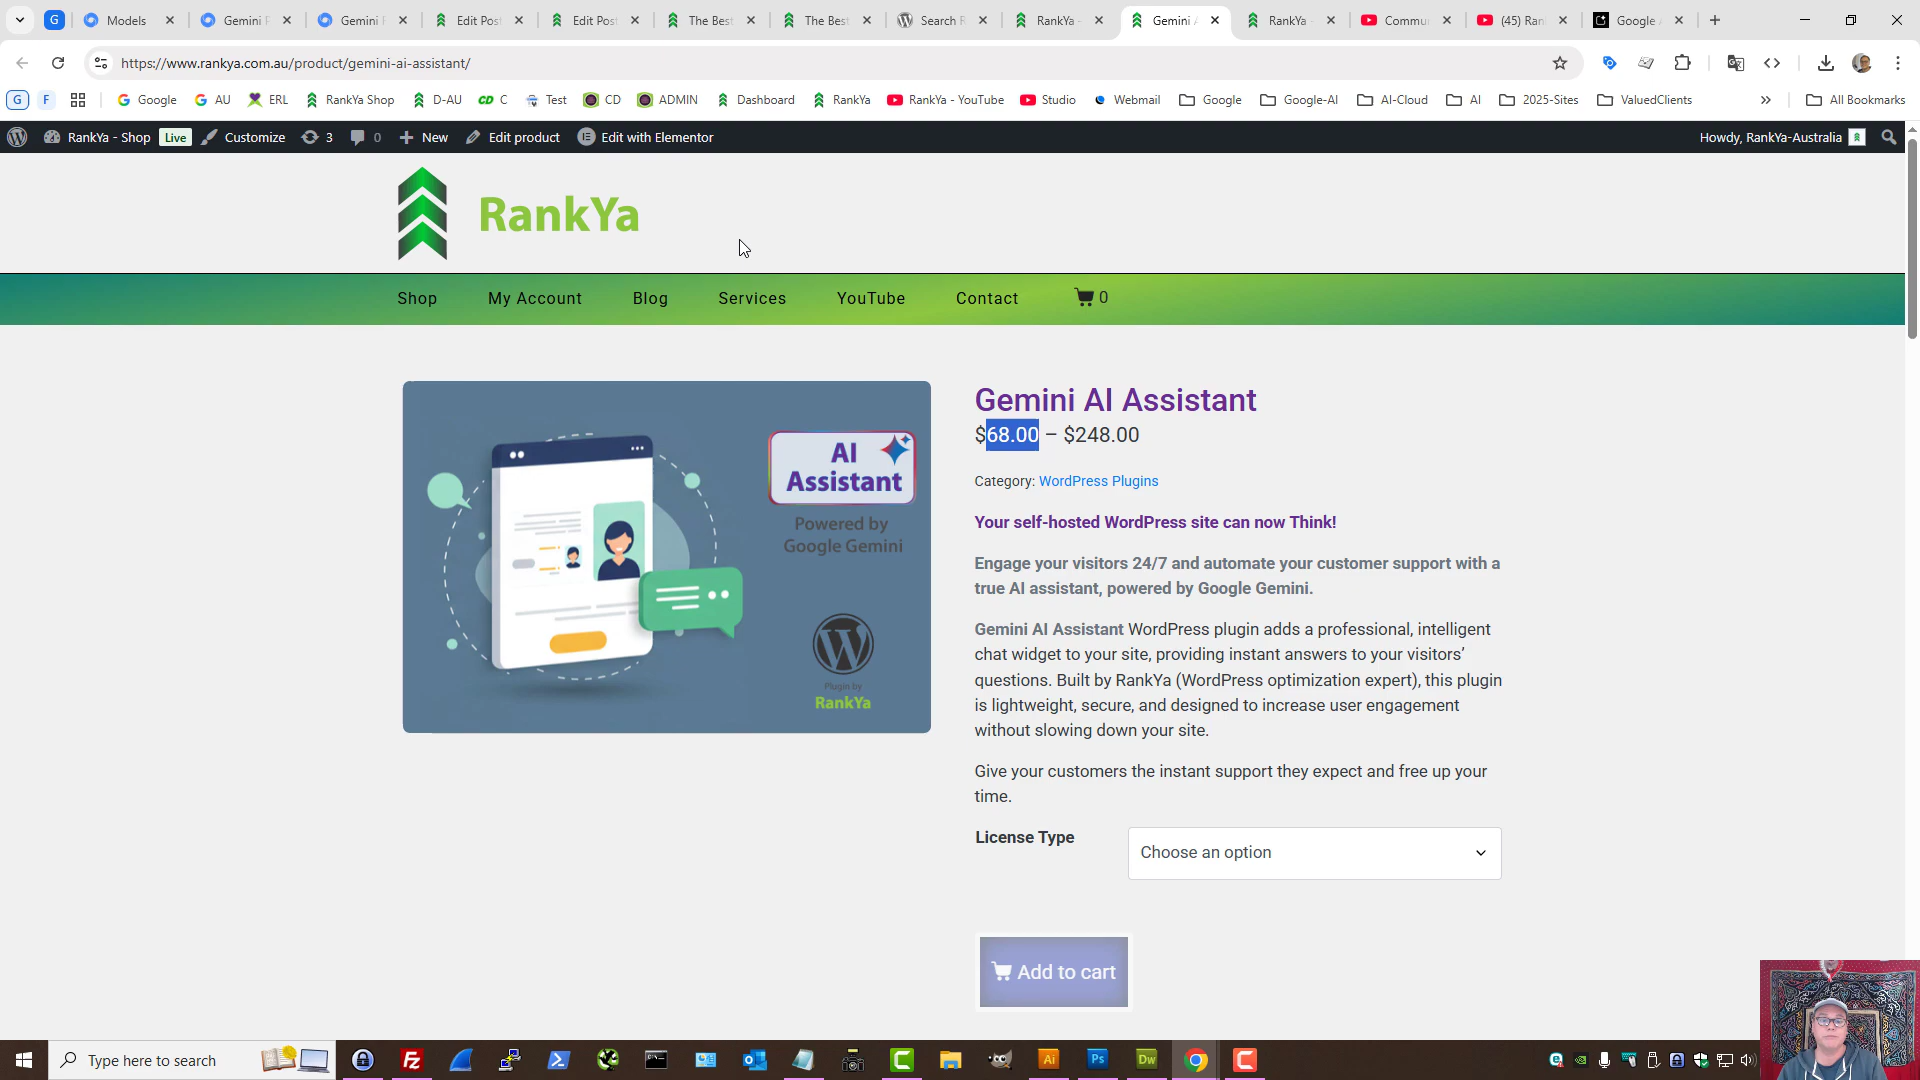 Models
Gemini
Gemini
Edit Post
Edit Post
The Best
The Best
Search R
RankYa -
Gemini
RankYa
Commu
(45) Ran
Google
https://www.rankya.com.au/product/gemini-ai-assistant/
G
F
Google
AU
ERL
RankYa Shop
D-AU
C
Test
CD
ADMIN
Dashboard
RankYa
RankYa - YouTube
Studio
Webmail
Google
Google-AI
AI-Cloud
AI
2025-Sites
ValuedClients
All Bookmarks
RankYa - Shop
Live
Customize
3
0
New
Edit product
Edit with Elementor
Howdy, RankYa-Australia
RankYa
Shop
My Account
Blog
Services
YouTube
Contact
0
AI
Assistant
Powered by
Google Gemini
Plugin by
RankYa
Gemini AI Assistant
$68.00 – $248.00
Category: WordPress Plugins
Your self-hosted WordPress site can now Think!
Engage your visitors 24/7 and automate your customer support with a
true AI assistant, powered by Google Gemini.
Gemini AI Assistant WordPress plugin adds a professional, intelligent
chat widget to your site, providing instant answers to your visitors’
questions. Built by RankYa (WordPress optimization expert), this plugin
is lightweight, secure, and designed to increase user engagement
without slowing down your site.
Give your customers the instant support they expect and free up your
time.
License Type
Choose an option
Add to cart
Type here to search